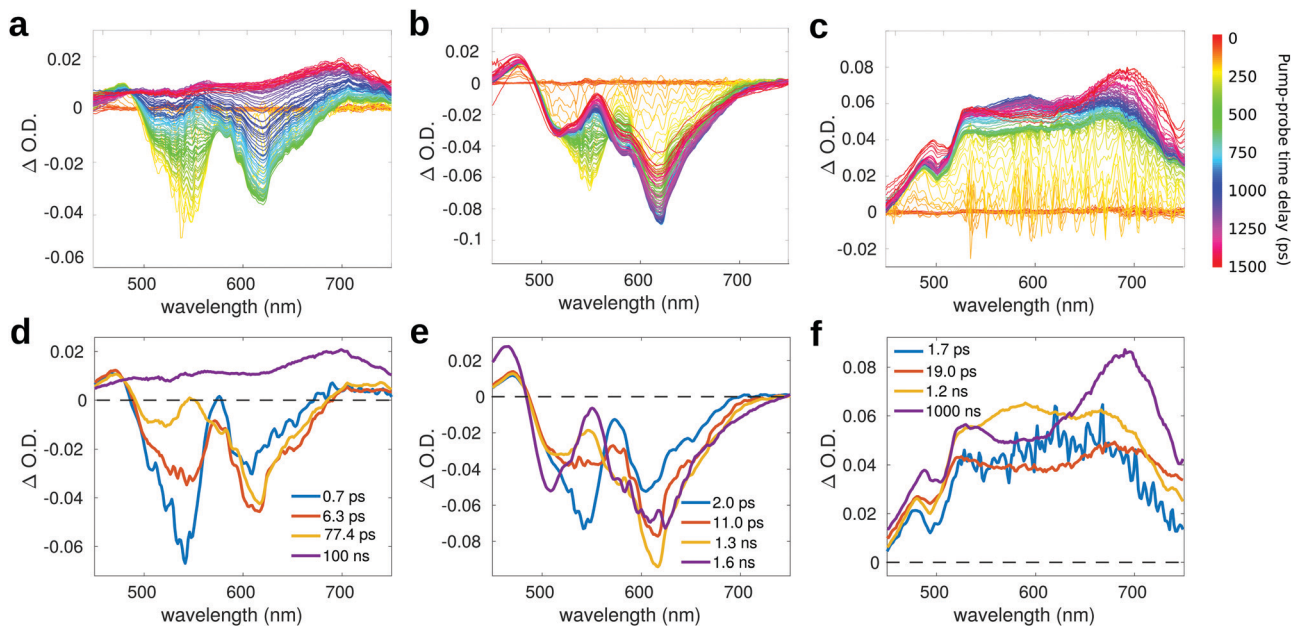 a
0.02
0
-0.02
-0.04
-0.06
Δ O.D.
500
600
700
wavelength (nm)
b
0.02
0
-0.02
-0.04
-0.06
-0.08
-0.1
Δ O.D.
500
600
700
wavelength (nm)
c
0.08
0.06
0.04
0.02
0
-0.02
Δ O.D.
500
600
700
wavelength (nm)
0
250
500
750
1000
1250
1500
Pump-probe time delay (ps)
d
0.02
0
-0.02
-0.04
-0.06
Δ O.D.
0.7 ps
6.3 ps
77.4 ps
100 ns
500
600
700
wavelength (nm)
e
0.02
0
-0.02
-0.04
-0.06
-0.08
Δ O.D.
2.0 ps
11.0 ps
1.3 ns
1.6 ns
500
600
700
wavelength (nm)
f
0.08
0.06
0.04
0.02
0
Δ O.D.
1.7 ps
19.0 ps
1.2 ns
1000 ns
500
600
700
wavelength (nm)